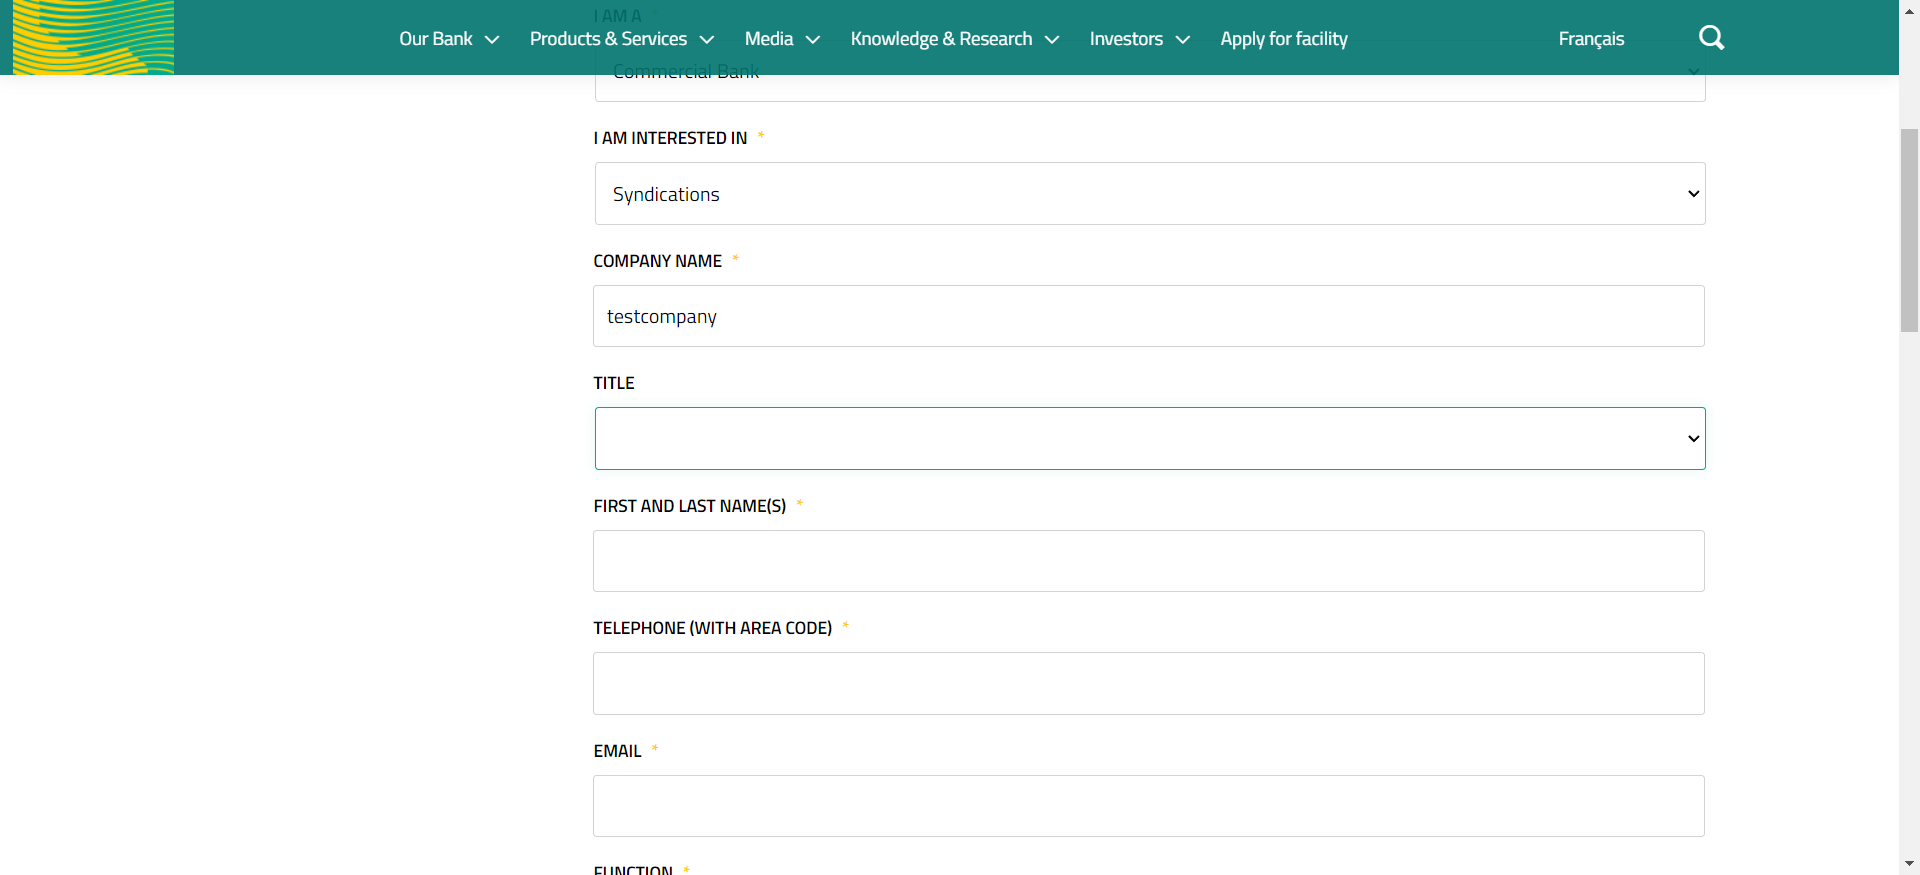 I AM A *
Our Bank Products & Services Media Knowledge & Research Investors Apply for facility Français
Commercial Bank
I AM INTERESTED IN *
Syndications
COMPANY NAME *
testcompany
TITLE
FIRST AND LAST NAME(S) *
TELEPHONE (WITH AREA CODE) *
EMAIL *
FUNCTION *